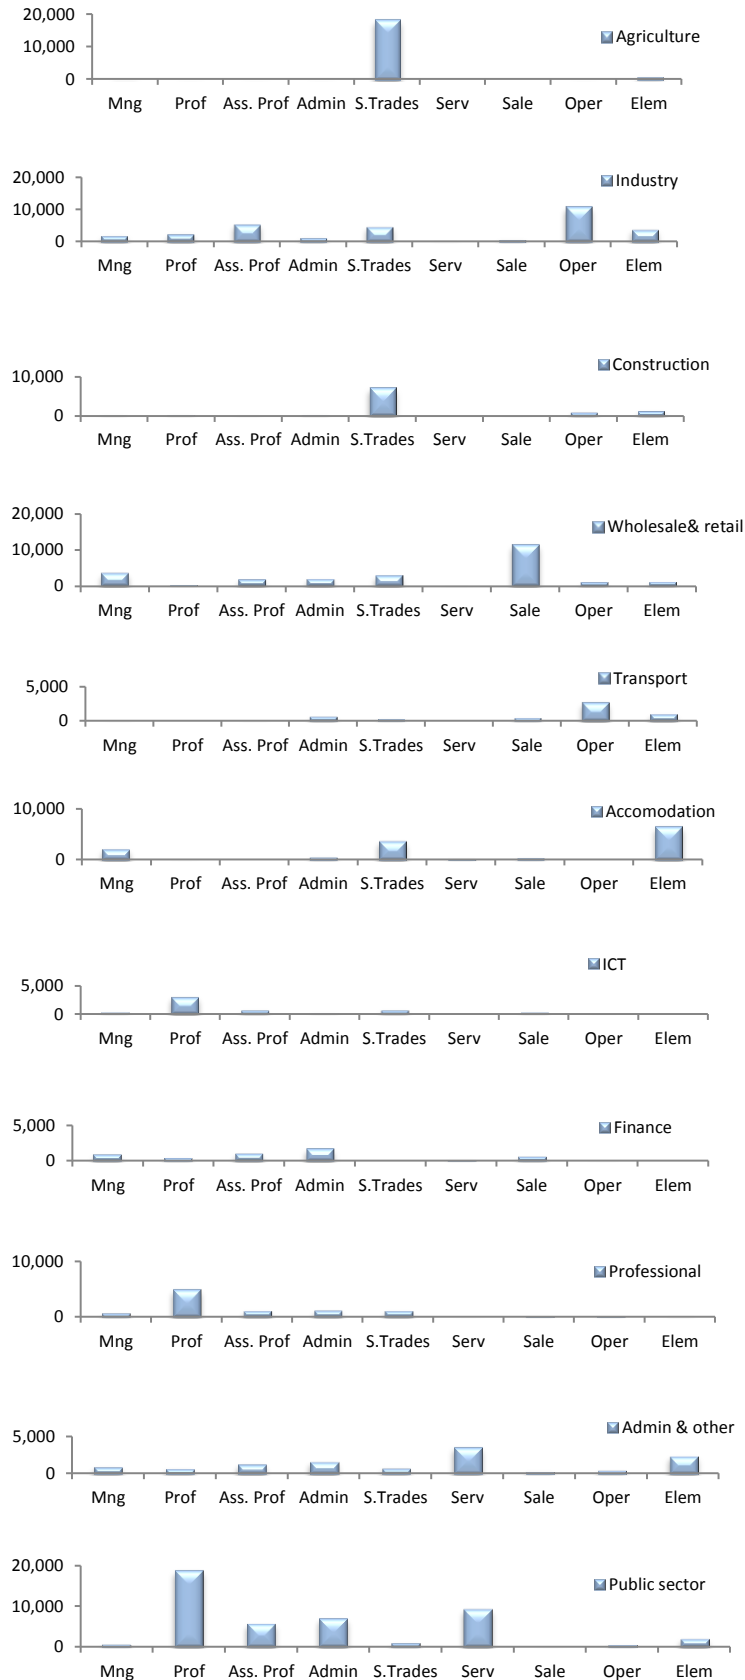 20,000
Agriculture
10,000
0
Mng Prof Ass. Prof Admin S.Trades Serv Sale Oper Elem
20,000
Industry
10,000
0
Mng Prof Ass. Prof Admin S.Trades Serv Sale Oper Elem
Construction
10,000
0
Mng Prof Ass. Prof Admin S.Trades Serv Sale Oper Elem
20,000
Wholesale& retail
10,000
0
Mng Prof Ass. Prof Admin S.Trades Serv Sale Oper Elem
Transport
5,000
0
Mng Prof Ass. Prof Admin S.Trades Serv Sale Oper Elem
10,000
Accomodation
0
Mng Prof Ass. Prof Admin S.Trades Serv Sale Oper Elem
ICT
5,000
0
Mng Prof Ass. Prof Admin S.Trades Serv Sale Oper Elem
5,000
Finance
0
Mng Prof Ass. Prof Admin S.Trades Serv Sale Oper Elem
10,000
Professional
0
Mng Prof Ass. Prof Admin S.Trades Serv Sale Oper Elem
Admin & other
5,000
0
Mng Prof Ass. Prof Admin S.Trades Serv Sale Oper Elem
20,000
Public sector
10,000
0
Mng Prof Ass. Prof Admin S.Trades Serv Sale Oper Elem